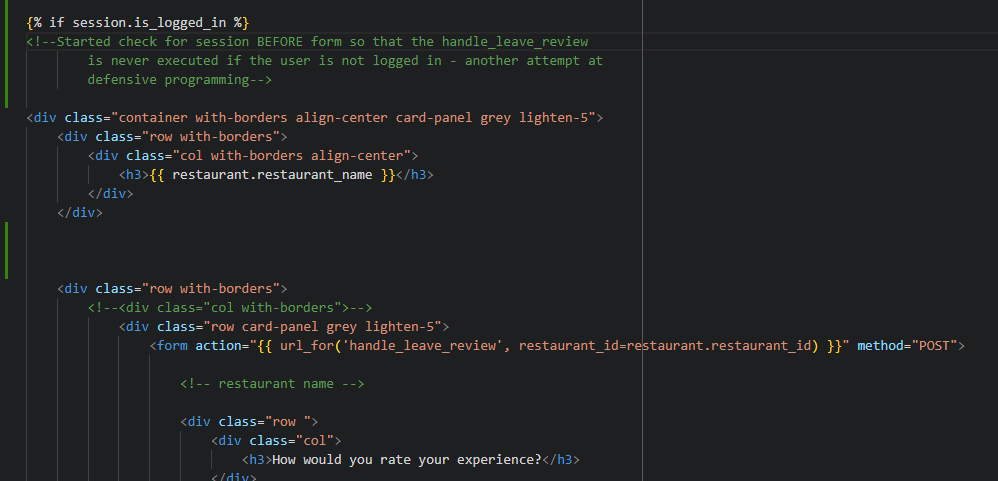 {% if session.is_logged_in %}
<!--Started check for session BEFORE form so that the handle_leave_review
is never executed if the user is not logged in - another attempt at
defensive programming-->
<div class="container with-borders align-center card-panel grey lighten-5">
<div class="row with-borders">
<div class="col with-borders align-center">
<h3>{{ restaurant.restaurant_name }}</h3>
</div>
</div>
<div class="row with-borders">
<!--<div class="col with-borders">-->
<div class="row card-panel grey lighten-5">
<form action="{{ url_for('handle_leave_review', restaurant_id=restaurant.restaurant_id) }}" method="POST">
<!-- restaurant name -->
<div class="row ">
<div class="col">
<h3>How would you rate your experience?</h3>
</div>